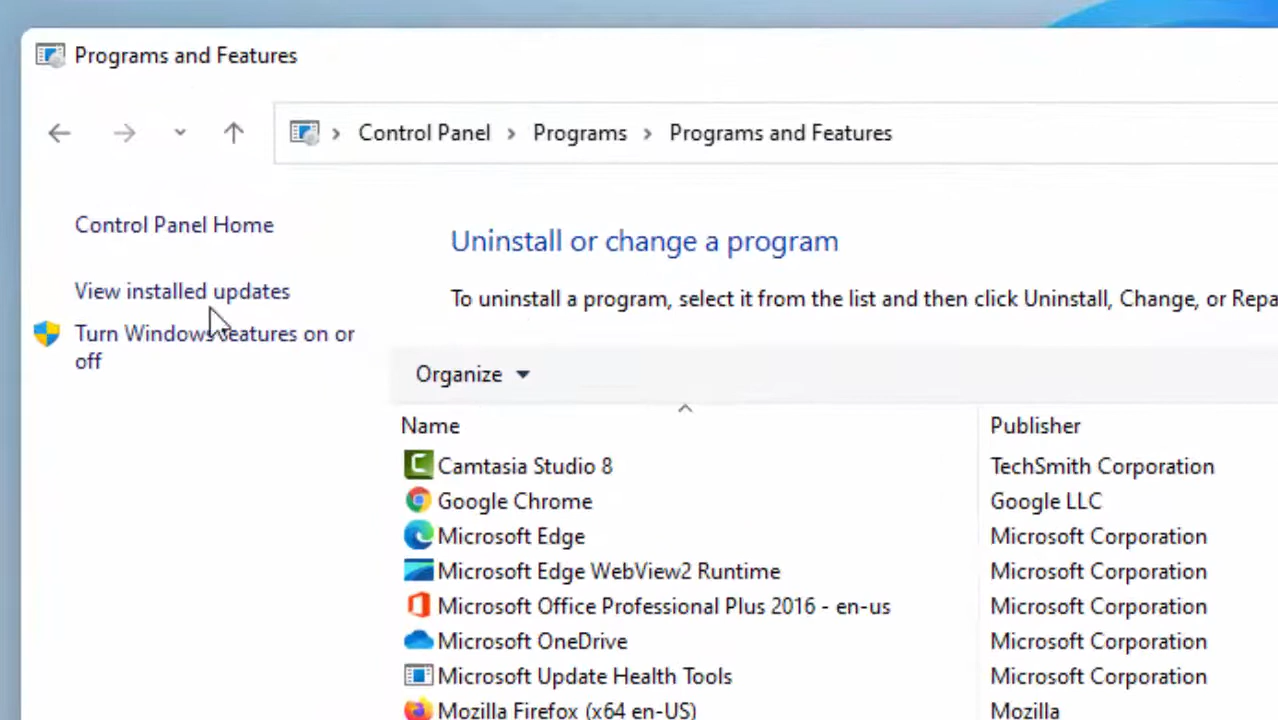 Programs and Features
Control Panel > Programs > Programs and Features
Control Panel Home
Uninstall or change a program
View installed updates
To uninstall a program, select it from the list and then click Uninstall, Change, or Repa
Turn Windows features on or
off
Organize
Name Publisher
Camtasia Studio 8 TechSmith Corporation
Google Chrome Google LLC
Microsoft Edge Microsoft Corporation
Microsoft Edge WebView2 Runtime Microsoft Corporation
Microsoft Office Professional Plus 2016 - en-us Microsoft Corporation
Microsoft OneDrive Microsoft Corporation
Microsoft Update Health Tools Microsoft Corporation
Mozilla Firefox (x64 en-US) Mozilla